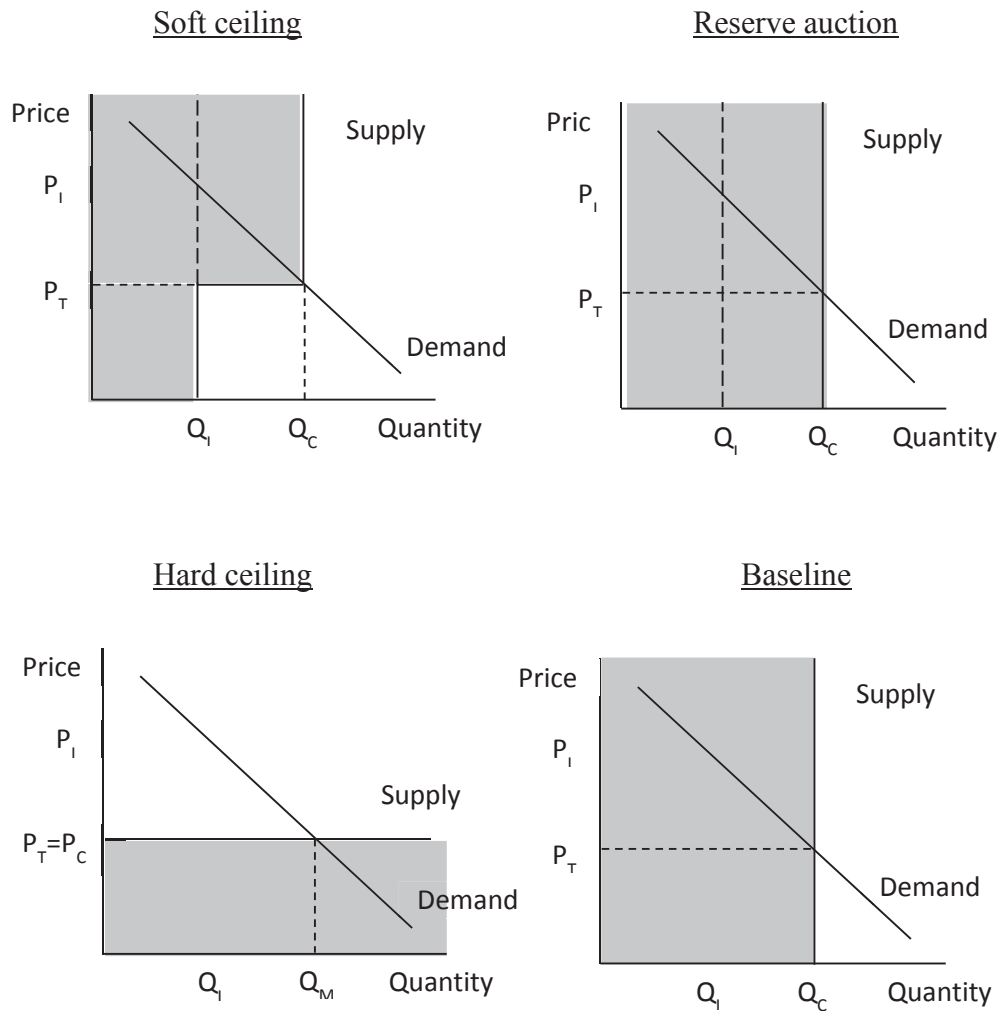 Soft ceiling
Price
Supply
P_I
P_T
Demand
Q_I Q_C Quantity
Reserve auction
Pric
Supply
P_I
P_T
Demand
Q_I Q_C Quantity
Hard ceiling
Price
P_I
Supply
P_T=P_C
Demand
Q_I Q_M Quantity
Baseline
Price
Supply
P_I
P_T
Demand
Q_I Q_C Quantity